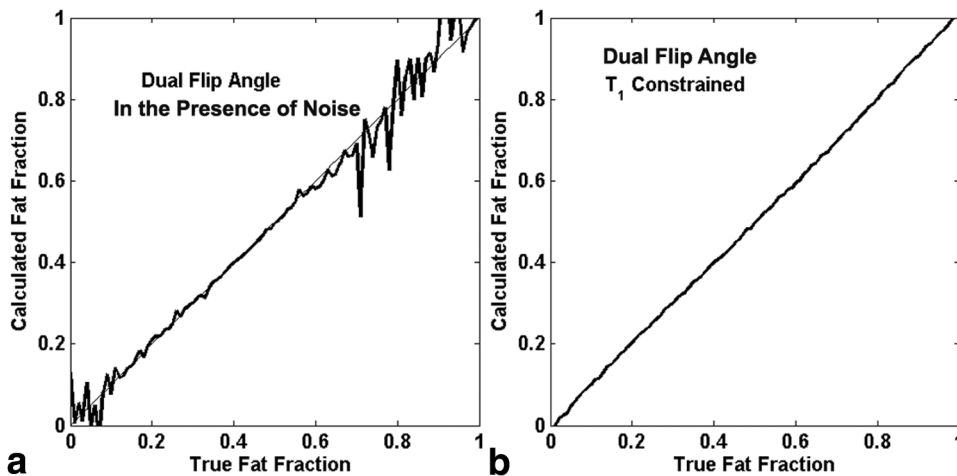 1
0.8
0.6
0.4
0.2
0
Calculated Fat Fraction
Dual Flip Angle
In the Presence of Noise
0 0.2 0.4 0.6 0.8 1
True Fat Fraction
a
1
0.8
0.6
0.4
0.2
0
Calculated Fat Fraction
Dual Flip Angle
T1 Constrained
0 0.2 0.4 0.6 0.8 1
True Fat Fraction
b